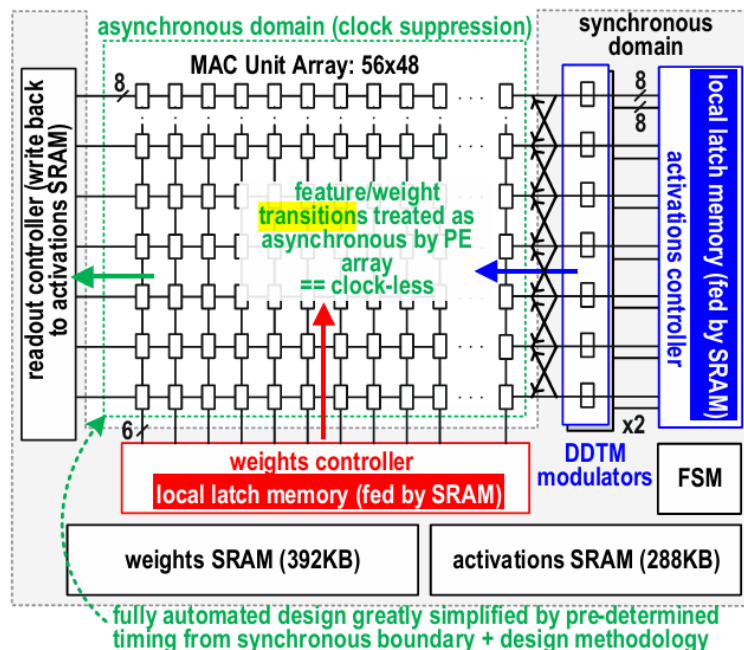 asynchronous domain (clock suppression)
synchronous
domain
MAC Unit Array: 56x48
8
8
8
readout controller (write back
to activations SRAM)
feature/weight
transitions treated as
asynchronous by PE
array
== clock-less
activations controller
local latch memory (fed by SRAM)
6
x2
weights controller
local latch memory (fed by SRAM)
DDTM
modulators
FSM
weights SRAM (392KB)
activations SRAM (288KB)
fully automated design greatly simplified by pre-determined
timing from synchronous boundary + design methodology